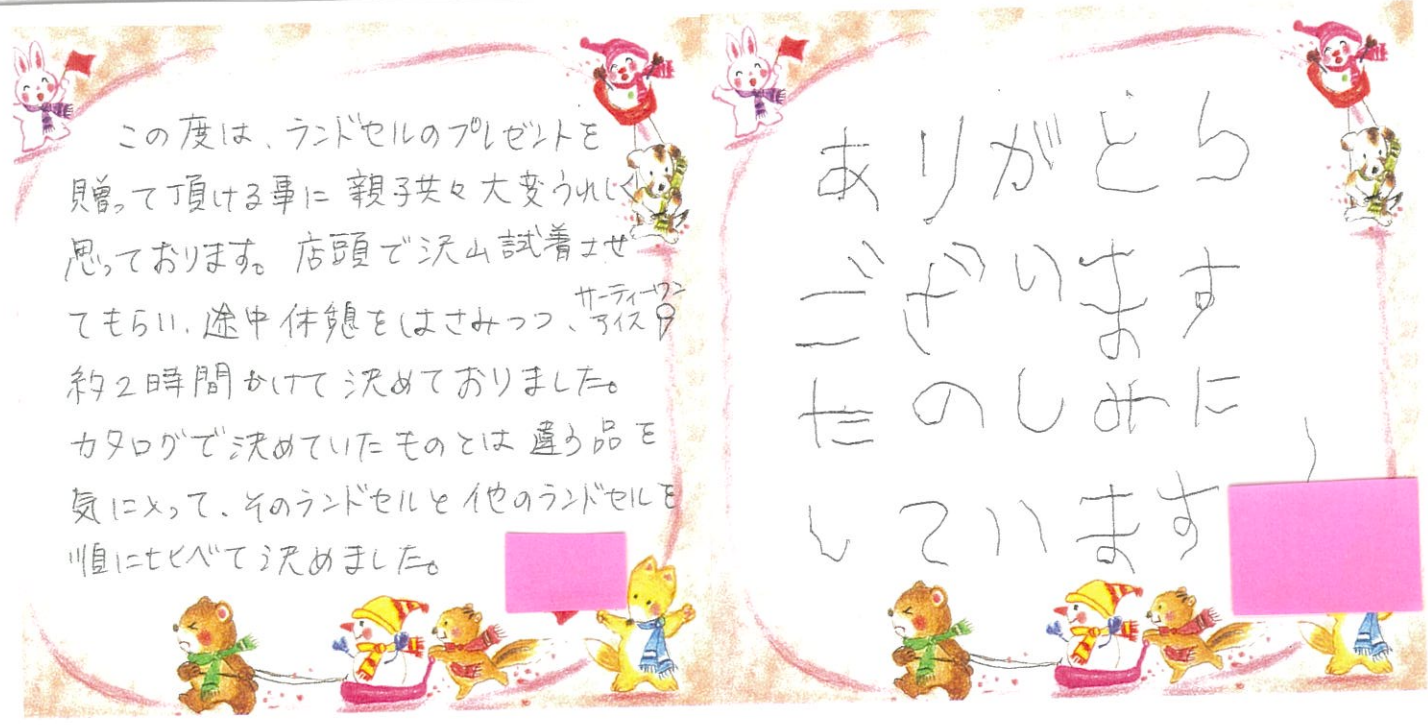 この度は、ランドセルのプレゼントを
贈って頂ける事に親子共々大変うれしく
思っております。店頭で沢山試着させ
てもらい、途中休憩をはさみつつ、サーティーワンアイス
約2時間かけて決めておりました。
カタログで決めていたものとは違う品を
気に入って、そのランドセルと他のランドセルを
順に比べて決めました。
ありがとう
ございます
たのしみに
しています